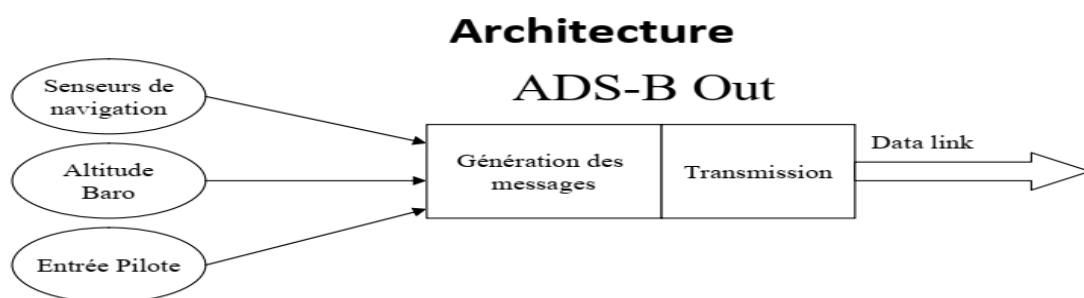 Architecture
ADS-B Out
Senseurs de
navigation
Altitude
Baro
Entrée Pilote
Génération des
messages
Transmission
Data link